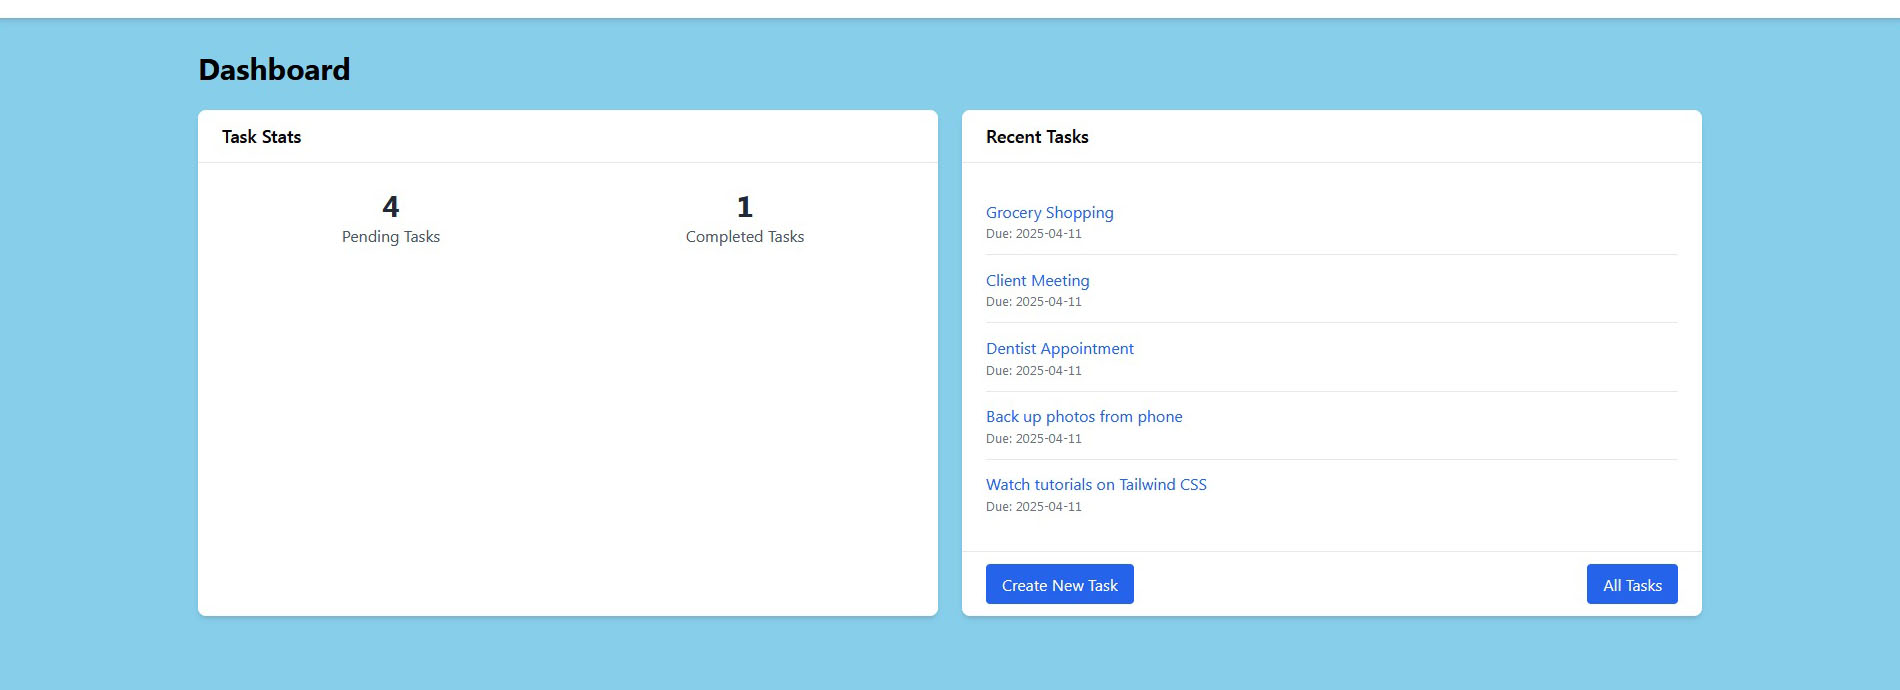 Dashboard
Task Stats
4
Pending Tasks
1
Completed Tasks
Recent Tasks
Grocery Shopping
Due: 2025-04-11
Client Meeting
Due: 2025-04-11
Dentist Appointment
Due: 2025-04-11
Back up photos from phone
Due: 2025-04-11
Watch tutorials on Tailwind CSS
Due: 2025-04-11
Create New Task
All Tasks